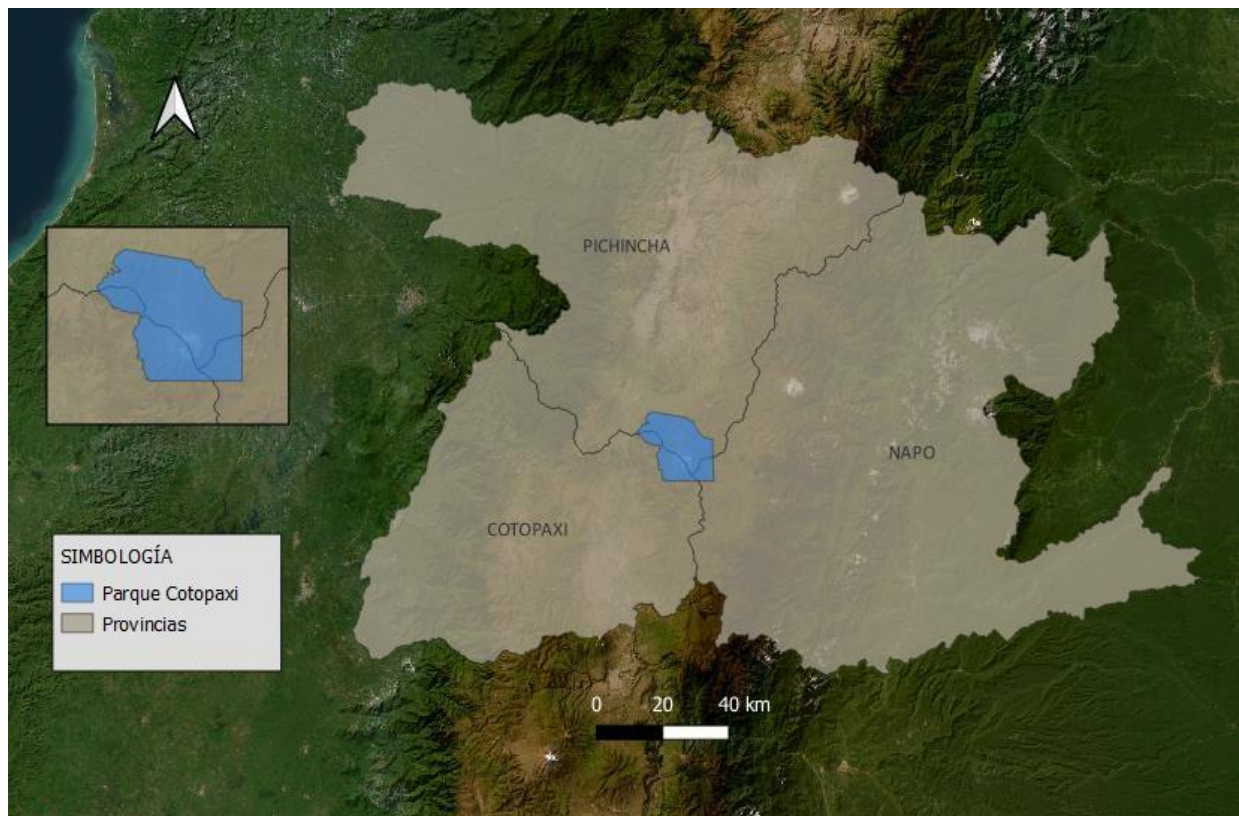 PICHINCHA
NAPO
COTOPAXI
SIMBOLOGÍA
Parque Cotopaxi
Provincias
0 20 40 km